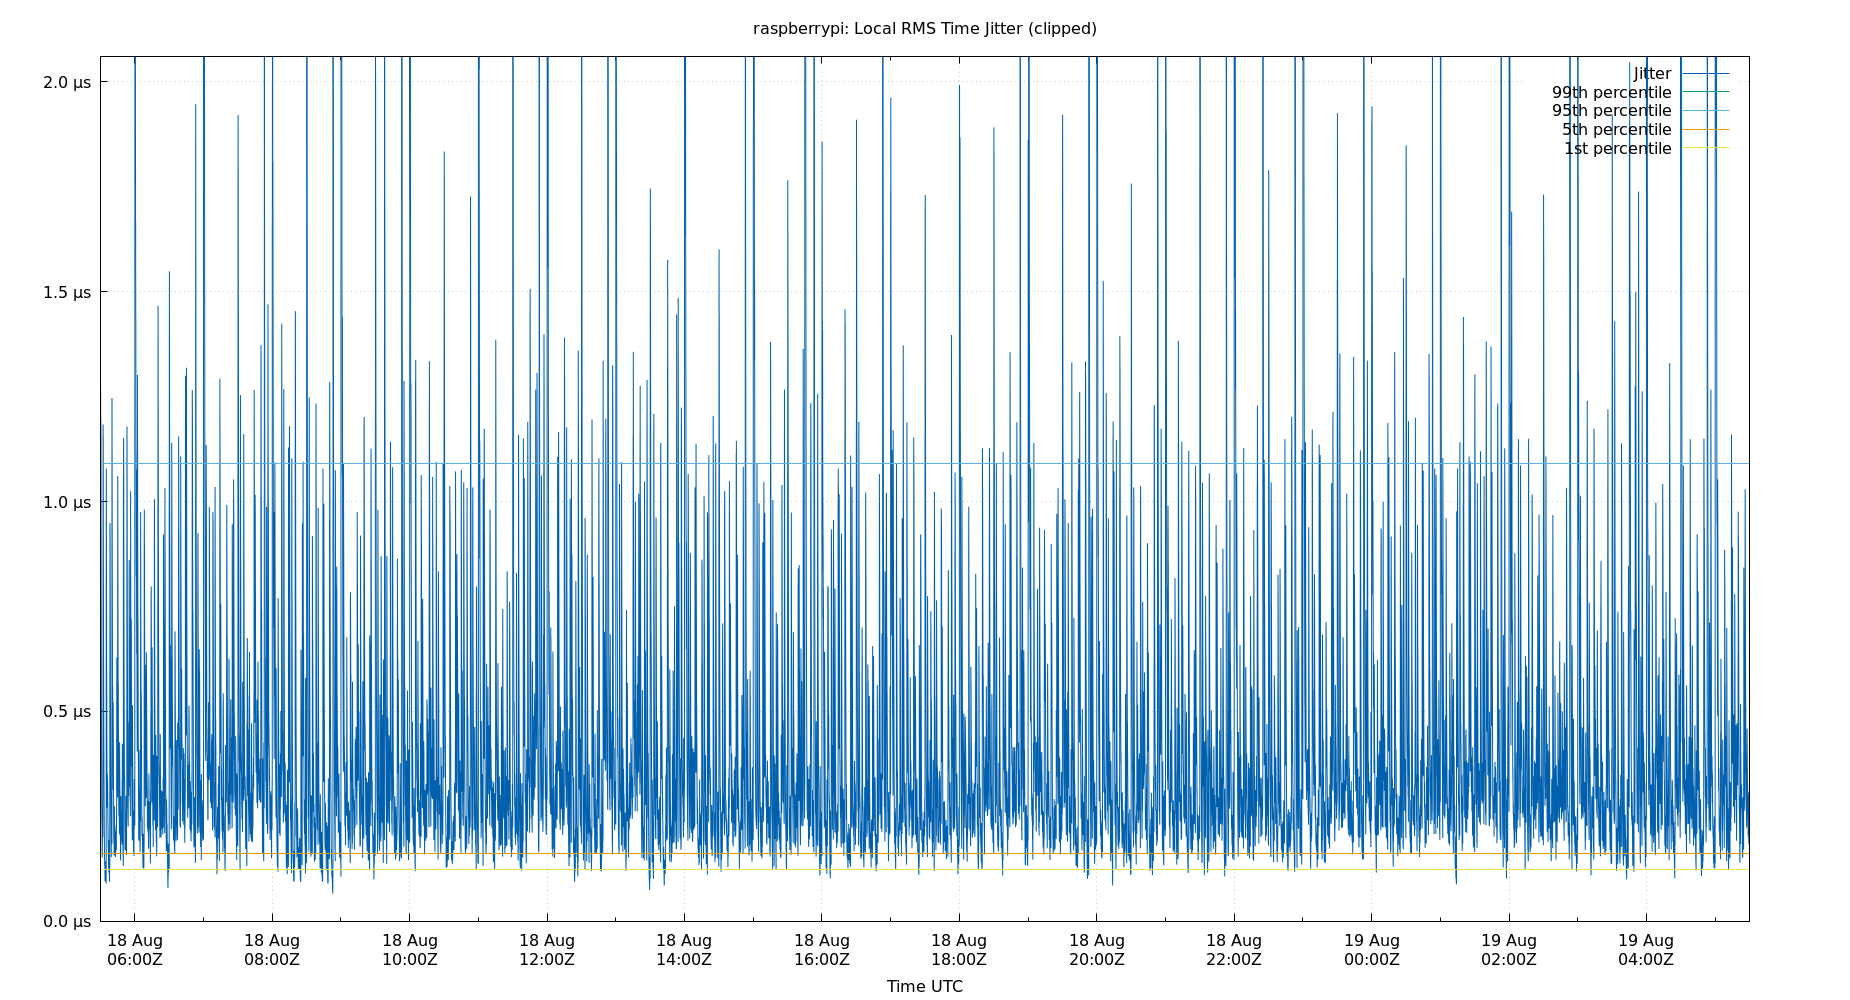 raspberrypi: Local RMS Time Jitter (clipped)
2.0 µs
1.5 µs
1.0 µs
0.5 µs
0.0 µs
Jitter
99th percentile
95th percentile
5th percentile
1st percentile
18 Aug 18 Aug 18 Aug 18 Aug 18 Aug 18 Aug 18 Aug 18 Aug 18 Aug 19 Aug 19 Aug 19 Aug
06:00Z 08:00Z 10:00Z 12:00Z 14:00Z 16:00Z 18:00Z 20:00Z 22:00Z 00:00Z 02:00Z 04:00Z
Time UTC